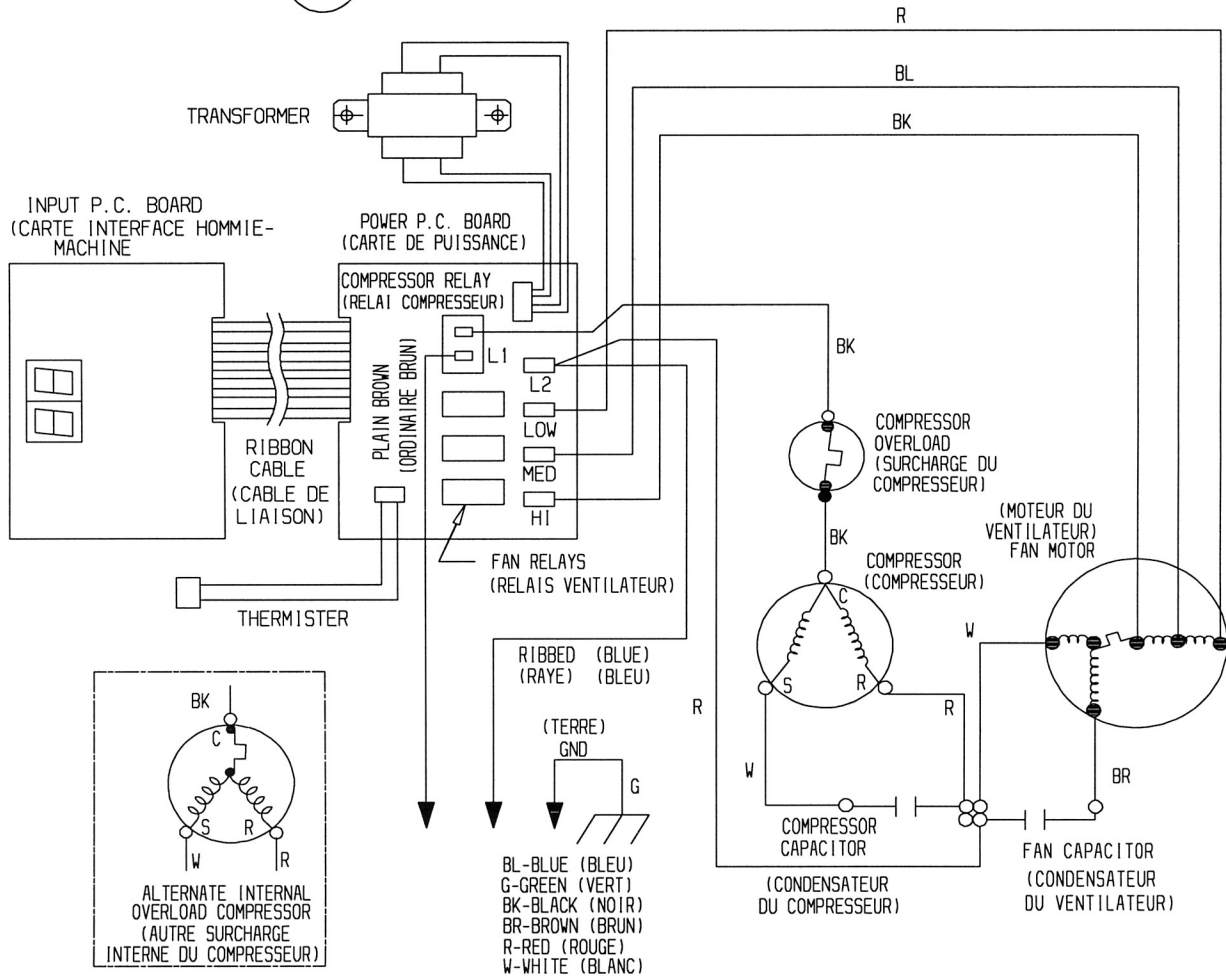 R
BL
BK
TRANSFORMER
INPUT P.C. BOARD
(CARTE INTERFACE HOMMIE-
MACHINE
POWER P.C. BOARD
(CARTE DE PUISSANCE)
COMPRESSOR RELAY
(RELAI COMPRESSEUR)
L1
L2
LOW
MED
HI
PLAIN BROWN
(ORDINAIRE BRUN)
RIBBON
CABLE
(CABLE DE
LIAISON)
FAN RELAYS
(RELAIS VENTILATEUR)
THERMISTER
BK
COMPRESSOR
OVERLOAD
(SURCHARGE DU
COMPRESSEUR)
BK
COMPRESSOR
(COMPRESSEUR)
C
S
R
(MOTEUR DU
VENTILATEUR)
FAN MOTOR
W
RIBBED (BLUE)
(RAYE) (BLEU)
R
R
W
BR
(TERRE)
GND
G
COMPRESSOR
CAPACITOR
(CONDENSATEUR
DU COMPRESSEUR)
FAN CAPACITOR
(CONDENSATEUR
DU VENTILATEUR)
BK
C
S
R
W
R
ALTERNATE INTERNAL
OVERLOAD COMPRESSOR
(AUTRE SURCHARGE
INTERNE DU COMPRESSEUR)
BL-BLUE (BLEU)
G-GREEN (VERT)
BK-BLACK (NOIR)
BR-BROWN (BRUN)
R-RED (ROUGE)
W-WHITE (BLANC)